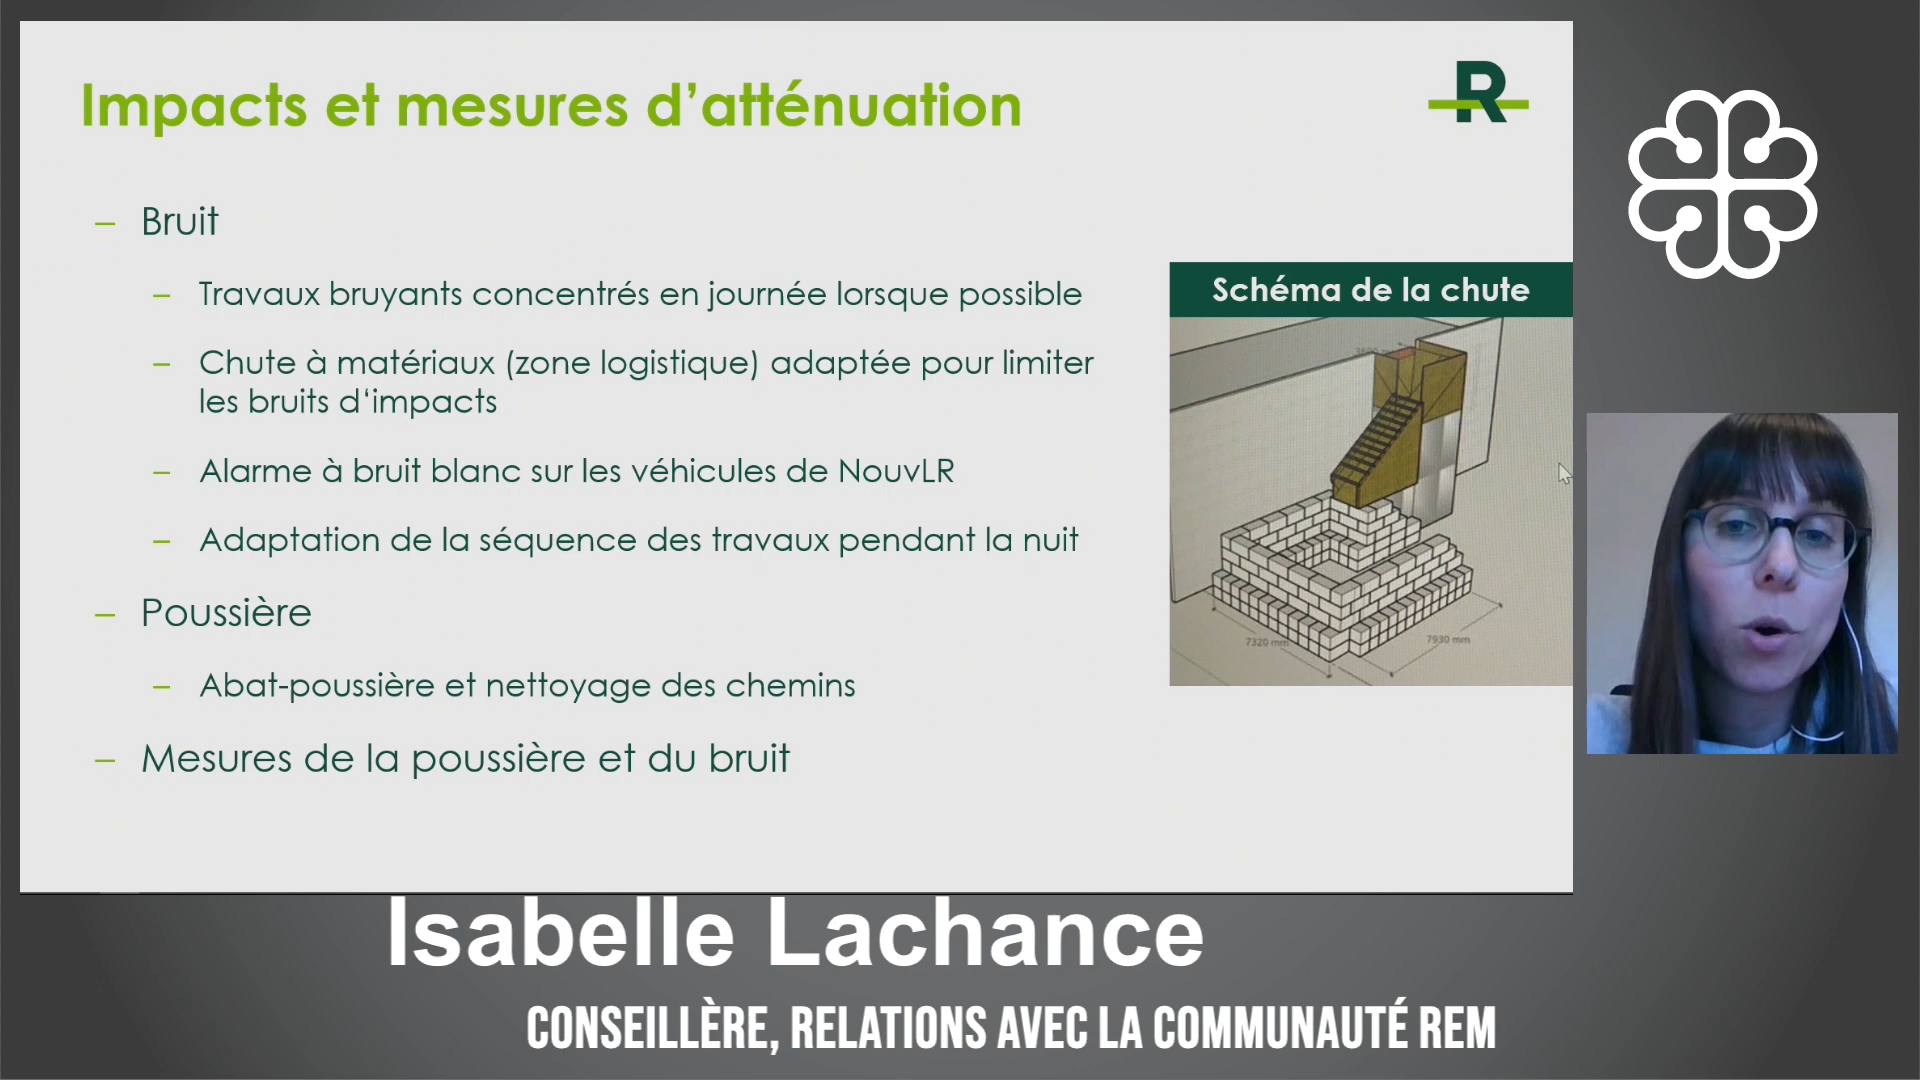 Impacts et mesures d’atténuation
R
– Bruit
– Travaux bruyants concentrés en journée lorsque possible
– Chute à matériaux (zone logistique) adaptée pour limiter
les bruits d‘impacts
– Alarme à bruit blanc sur les véhicules de NouvLR
– Adaptation de la séquence des travaux pendant la nuit
– Poussière
– Abat-poussière et nettoyage des chemins
– Mesures de la poussière et du bruit
Schéma de la chute
7320 mm
7930 mm
Isabelle Lachance
CONSEILLÈRE, RELATIONS AVEC LA COMMUNAUTÉ REM